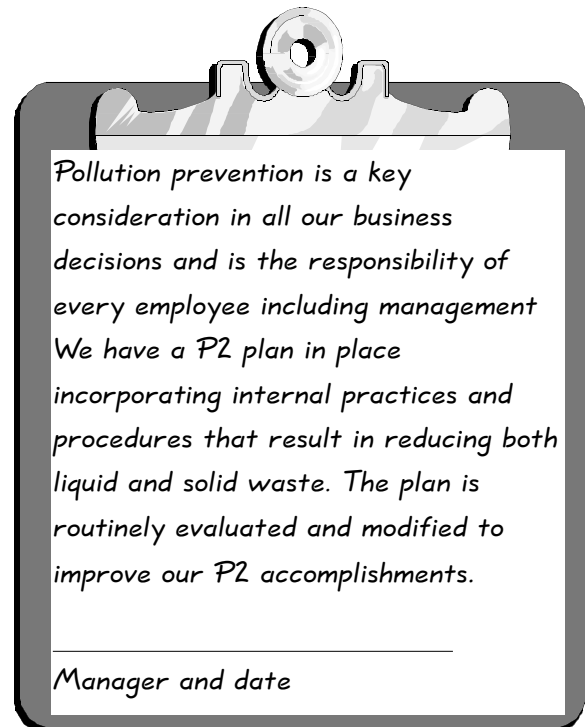 Pollution prevention is a key
consideration in all our business
decisions and is the responsibility of
every employee including management
We have a P2 plan in place
incorporating internal practices and
procedures that result in reducing both
liquid and solid waste. The plan is
routinely evaluated and modified to
improve our P2 accomplishments.
Manager and date